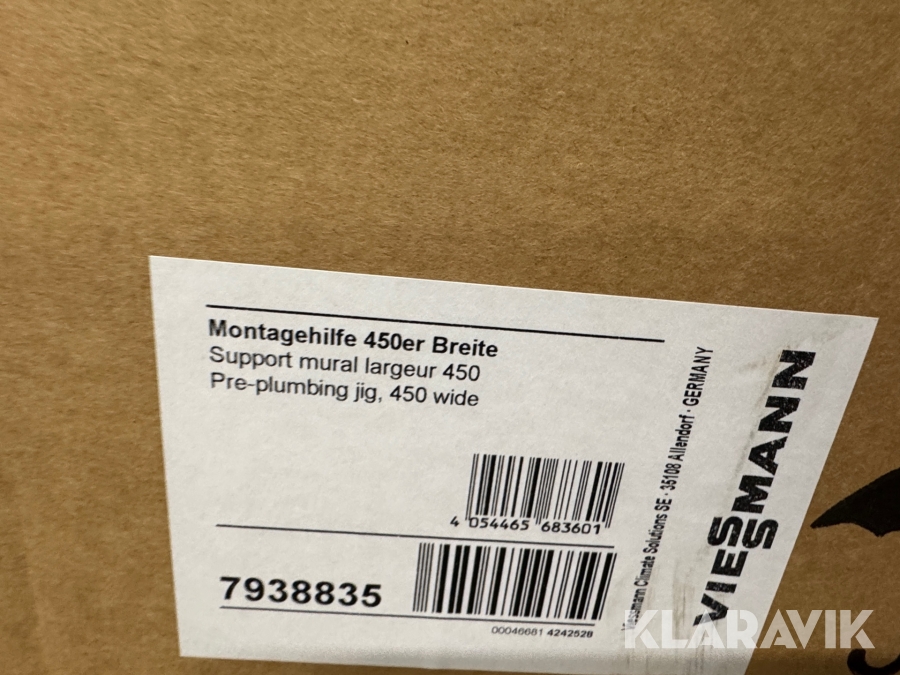 Montagehilfe 450er Breite
Support mural largeur 450
Pre-plumbing jig, 450 wide
4 054465 683601
7938835
00046681 4242528
Viessmann Climate Solutions SE · 35108 Allendorf · GERMANY
VIESSMANN
KLARAVIK